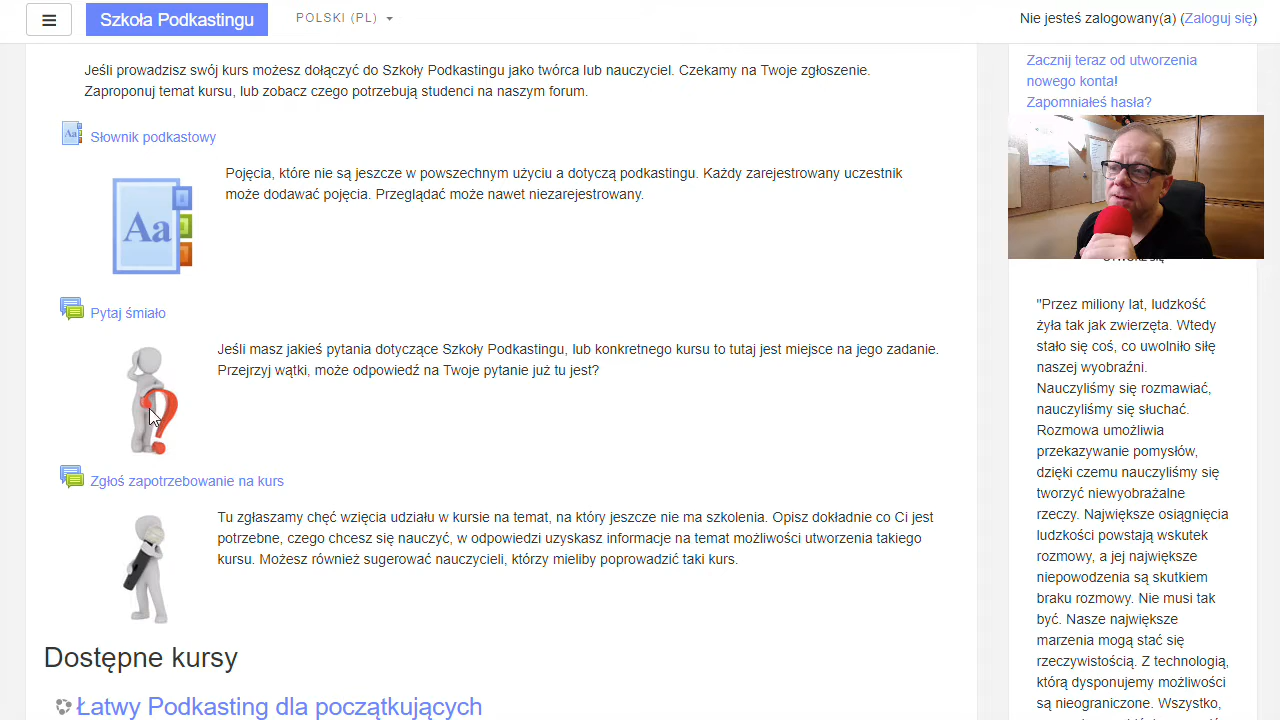 Szkoła Podkastingu
POLSKI (PL)
Nie jesteś zalogowany(a) (Zaloguj się)
Jeśli prowadzisz swój kurs możesz dołączyć do Szkoły Podkastingu jako twórca lub nauczyciel. Czekamy na Twoje zgłoszenie.
Zaproponuj temat kursu, lub zobacz czego potrzebują studenci na naszym forum.
Aa
Słownik podkastowy
Pojęcia, które nie są jeszcze w powszechnym użyciu a dotyczą podkastingu. Każdy zarejestrowany uczestnik
może dodawać pojęcia. Przeglądać może nawet niezarejestrowany.
Aa
Pytaj śmiało
Jeśli masz jakieś pytania dotyczące Szkoły Podkastingu, lub konkretnego kursu to tutaj jest miejsce na jego zadanie.
Przejrzyj wątki, może odpowiedź na Twoje pytanie już tu jest?
?
Zgłoś zapotrzebowanie na kurs
Tu zgłaszamy chęć wzięcia udziału w kursie na temat, na który jeszcze nie ma szkolenia. Opisz dokładnie co Ci jest
potrzebne, czego chcesz się nauczyć, w odpowiedzi uzyskasz informacje na temat możliwości utworzenia takiego
kursu. Możesz również sugerować nauczycieli, którzy mieliby poprowadzić taki kurs.
Dostępne kursy
Łatwy Podkasting dla początkujących
Zacznij teraz od utworzenia
nowego konta!
Zapomniałeś hasła?
"Przez miliony lat, ludzkość
żyła tak jak zwierzęta. Wtedy
stało się coś, co uwolniło siłę
naszej wyobraźni.
Nauczyliśmy się rozmawiać,
nauczyliśmy się słuchać.
Rozmowa umożliwia
przekazywanie pomysłów,
dzięki czemu nauczyliśmy się
tworzyć niewyobrażalne
rzeczy. Największe osiągnięcia
ludzkości powstają wskutek
rozmowy, a jej największe
niepowodzenia są skutkiem
braku rozmowy. Nie musi tak
być. Nasze największe
marzenia mogą stać się
rzeczywistością. Z technologią,
którą dysponujemy możliwości
są nieograniczone. Wszystko,